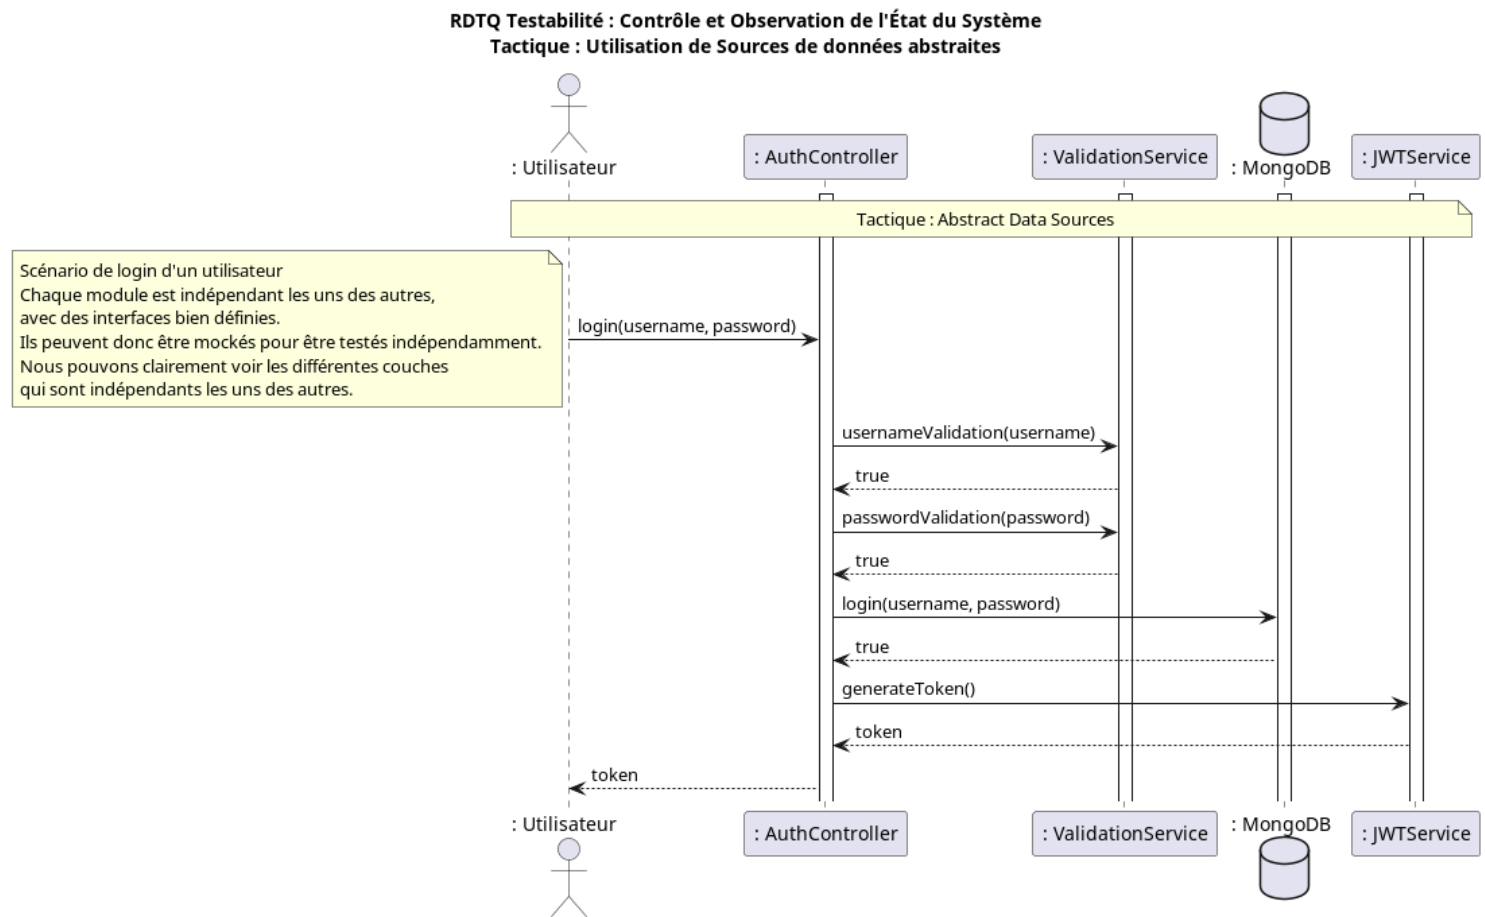 RDTQ Testabilité : Contrôle et Observation de l'État du Système
Tactique : Utilisation de Sources de données abstraites
: Utilisateur
: AuthController
: ValidationService
: MongoDB
: JWTService
Tactique : Abstract Data Sources
Scénario de login d'un utilisateur
Chaque module est indépendant les uns des autres,
avec des interfaces bien définies.
Ils peuvent donc être mockés pour être testés indépendamment.
Nous pouvons clairement voir les différentes couches
qui sont indépendants les uns des autres.
login(username, password)
usernameValidation(username)
true
passwordValidation(password)
true
login(username, password)
true
generateToken()
token
token
: Utilisateur
: AuthController
: ValidationService
: MongoDB
: JWTService